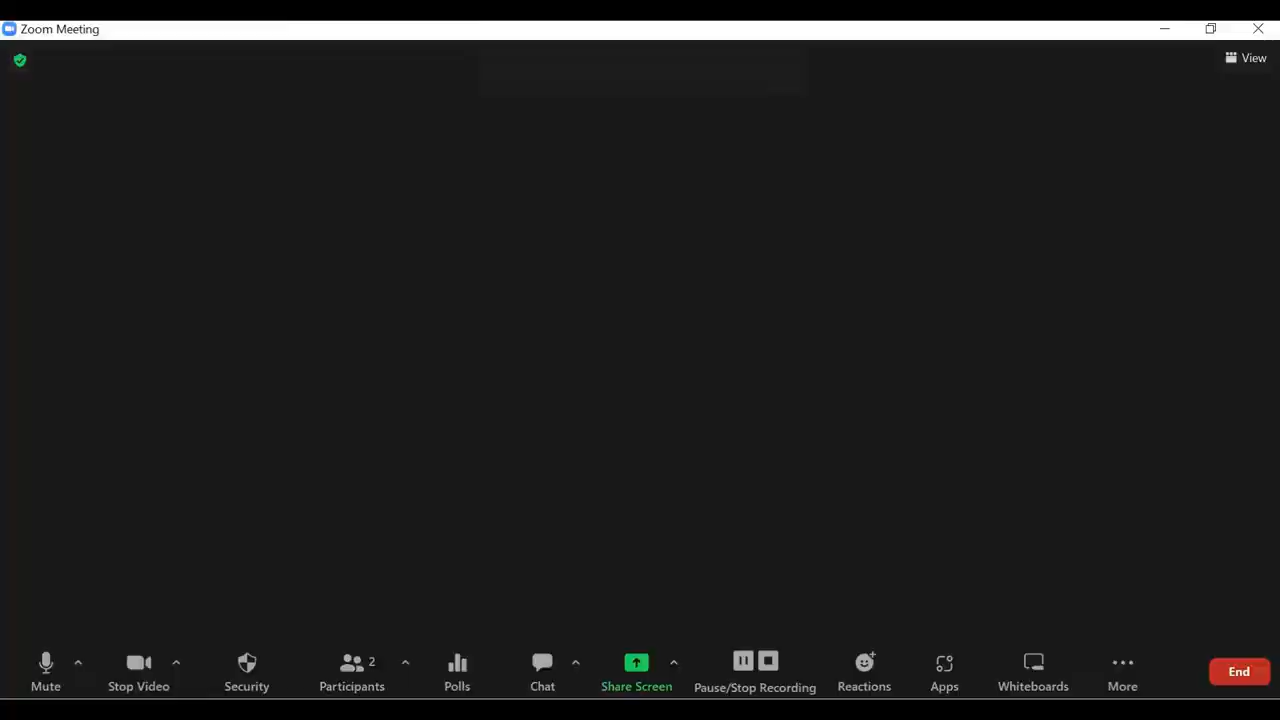 Zoom Meeting
View
Mute
Stop Video
Security
2
Participants
Polls
Chat
Share Screen
Pause/Stop Recording
Reactions
Apps
Whiteboards
More
End